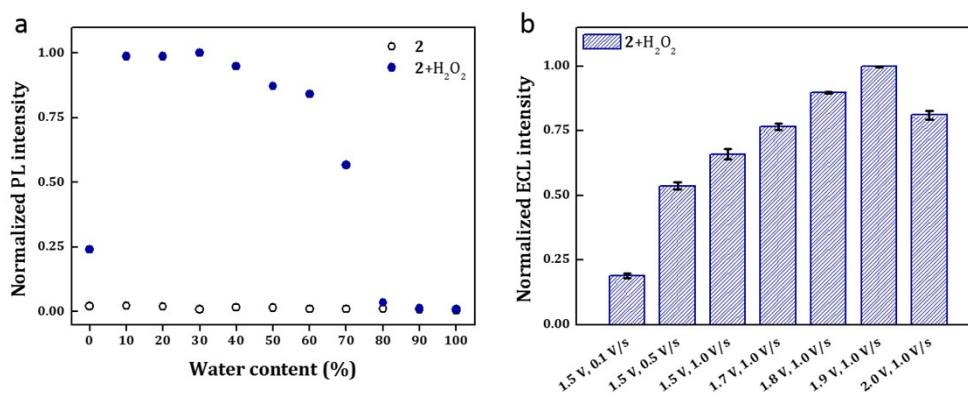 a
Normalized PL intensity
1.00
0.75
0.50
0.25
0.00
0 10 20 30 40 50 60 70 80 90 100
Water content (%)
2
2+H₂O₂
b
Normalized ECL intensity
1.00
0.75
0.50
0.25
0.00
2+H₂O₂
1.5 V, 0.1 V/s
1.5 V, 0.5 V/s
1.5 V, 1.0 V/s
1.7 V, 1.0 V/s
1.8 V, 1.0 V/s
1.9 V, 1.0 V/s
2.0 V, 1.0 V/s